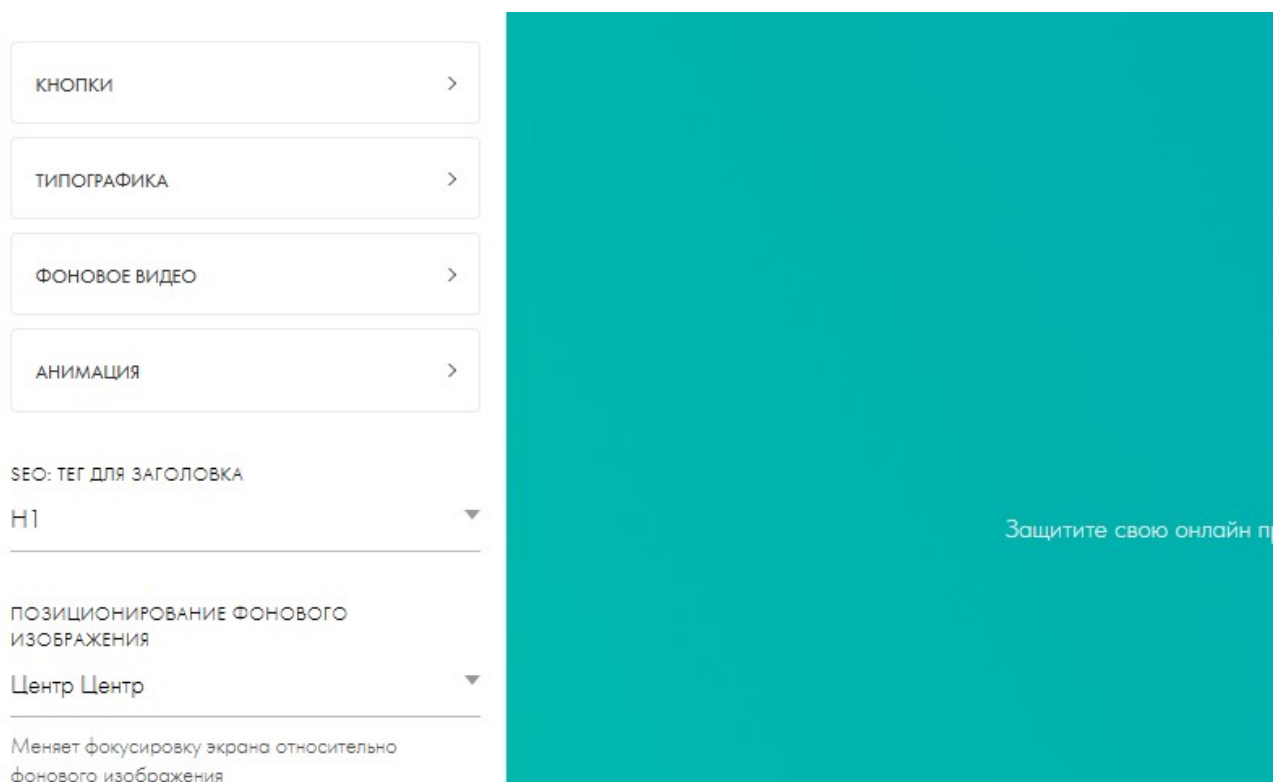 КНОПКИ
ТИПОГРАФИКА
ФОНОВОЕ ВИДЕО
АНИМАЦИЯ
SEO: ТЕГ ДЛЯ ЗАГОЛОВКА
H1
Защитите свою онлайн
ПОЗИЦИОНИРОВАНИЕ ФОНОВОГО
ИЗОБРАЖЕНИЯ
Центр Центр
Меняет фокусировку экрана относительно
фонового изображения